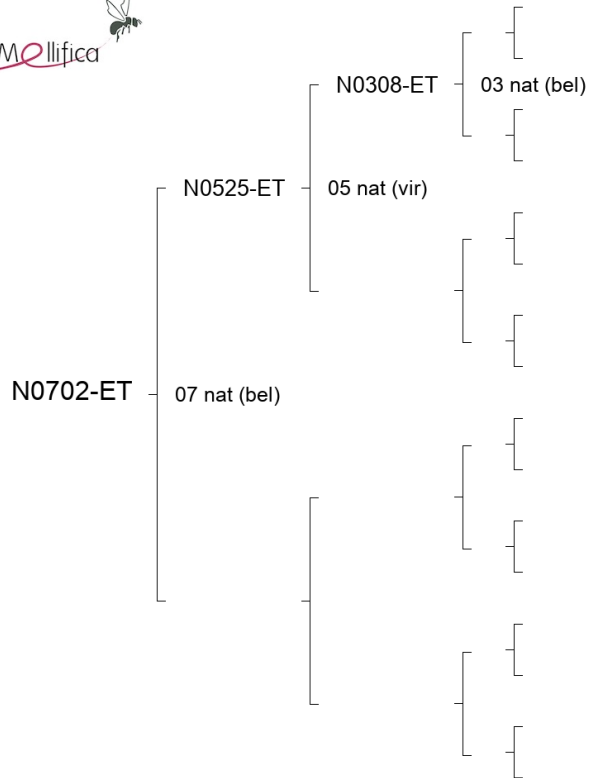 Mellifica
N0308-ET 03 nat (bel)
N0525-ET 05 nat (vir)
N0702-ET 07 nat (bel)